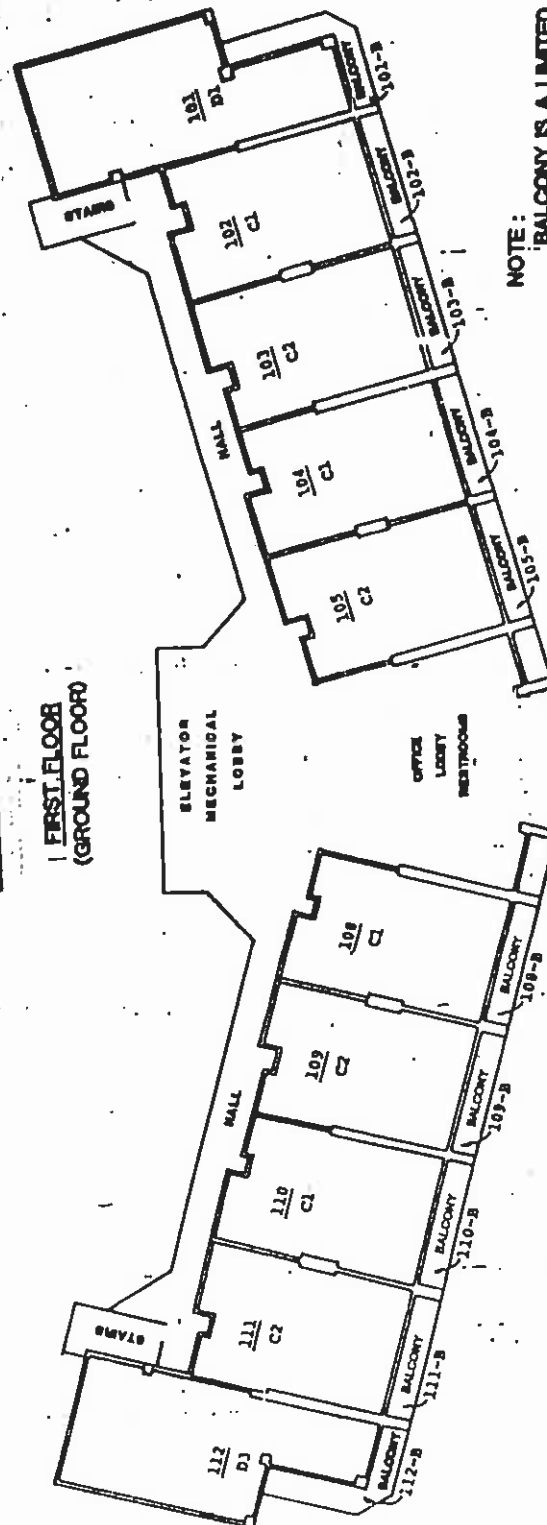 FIRST FLOOR
(GROUND FLOOR)
ELEVATOR
MECHANICAL
LOBBY
OFFICE
LOBBY
RESTROOMS
HALL
HALL
STAIRS
STAIRS
112
D1
111
C2
110
C1
109
C2
108
C1
105
C2
104
C1
103
C2
102
C1
101
D1
BALCONY
112-B
BALCONY
111-B
BALCONY
110-B
BALCONY
109-B
BALCONY
108-B
BALCONY
105-B
BALCONY
104-B
BALCONY
103-B
BALCONY
102-B
BALCONY
101-B
NOTE:
BALCONY IS A LIMITED